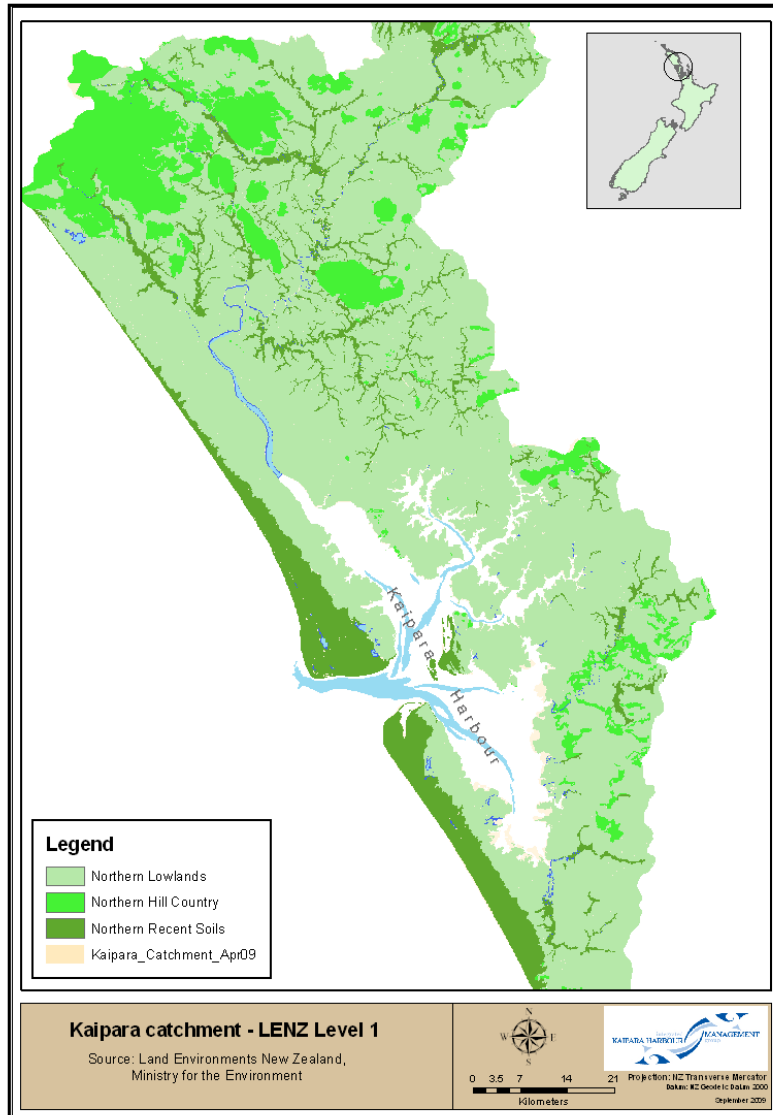 Kaipara
Harbour
Legend
Northern Lowlands
Northern Hill Country
Northern Recent Soils
Kaipara_Catchment_Apr09
Kaipara catchment - LENZ Level 1
Source: Land Environments New Zealand,
Ministry for the Environment
N
W E
S
0 3.5 7 14 21
Kilometers
KAIPARA HARBOUR
MANAGEMENT
Projection: NZ Transverse Mercator
Datum: NZ Geodetic Datum 2000
September 2009